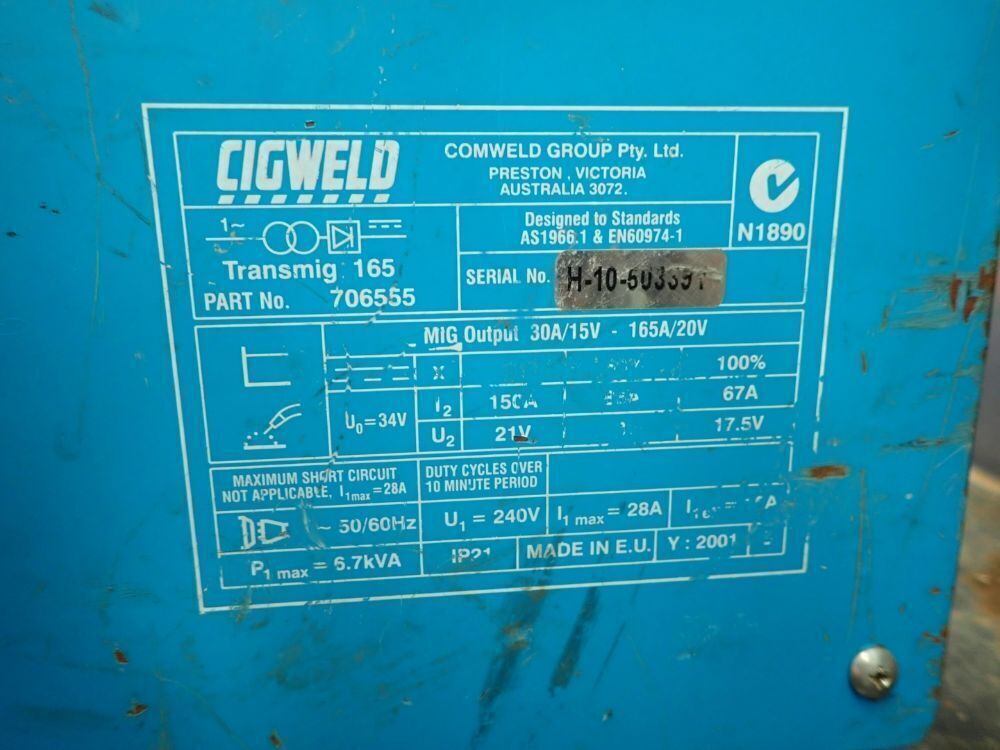 CIGWELD
COMWELD GROUP Pty. Ltd.
PRESTON , VICTORIA
AUSTRALIA 3072.
N1890
1~
Designed to Standards
AS1966.1 & EN60974-1
Transmig 165
PART No. 706555
SERIAL No.
MIG Output 30A/15V - 165A/20V
X 100%
U0=34V
I2 150A 67A
U2 21V 17.5V
MAXIMUM SHORT CIRCUIT
NOT APPLICABLE, I1max =28A
DUTY CYCLES OVER
10 MINUTE PERIOD
~ 50/60Hz
U1 = 240V
I1 max = 28A
P1 max = 6.7kVA
IP21
MADE IN E.U.
Y : 2001